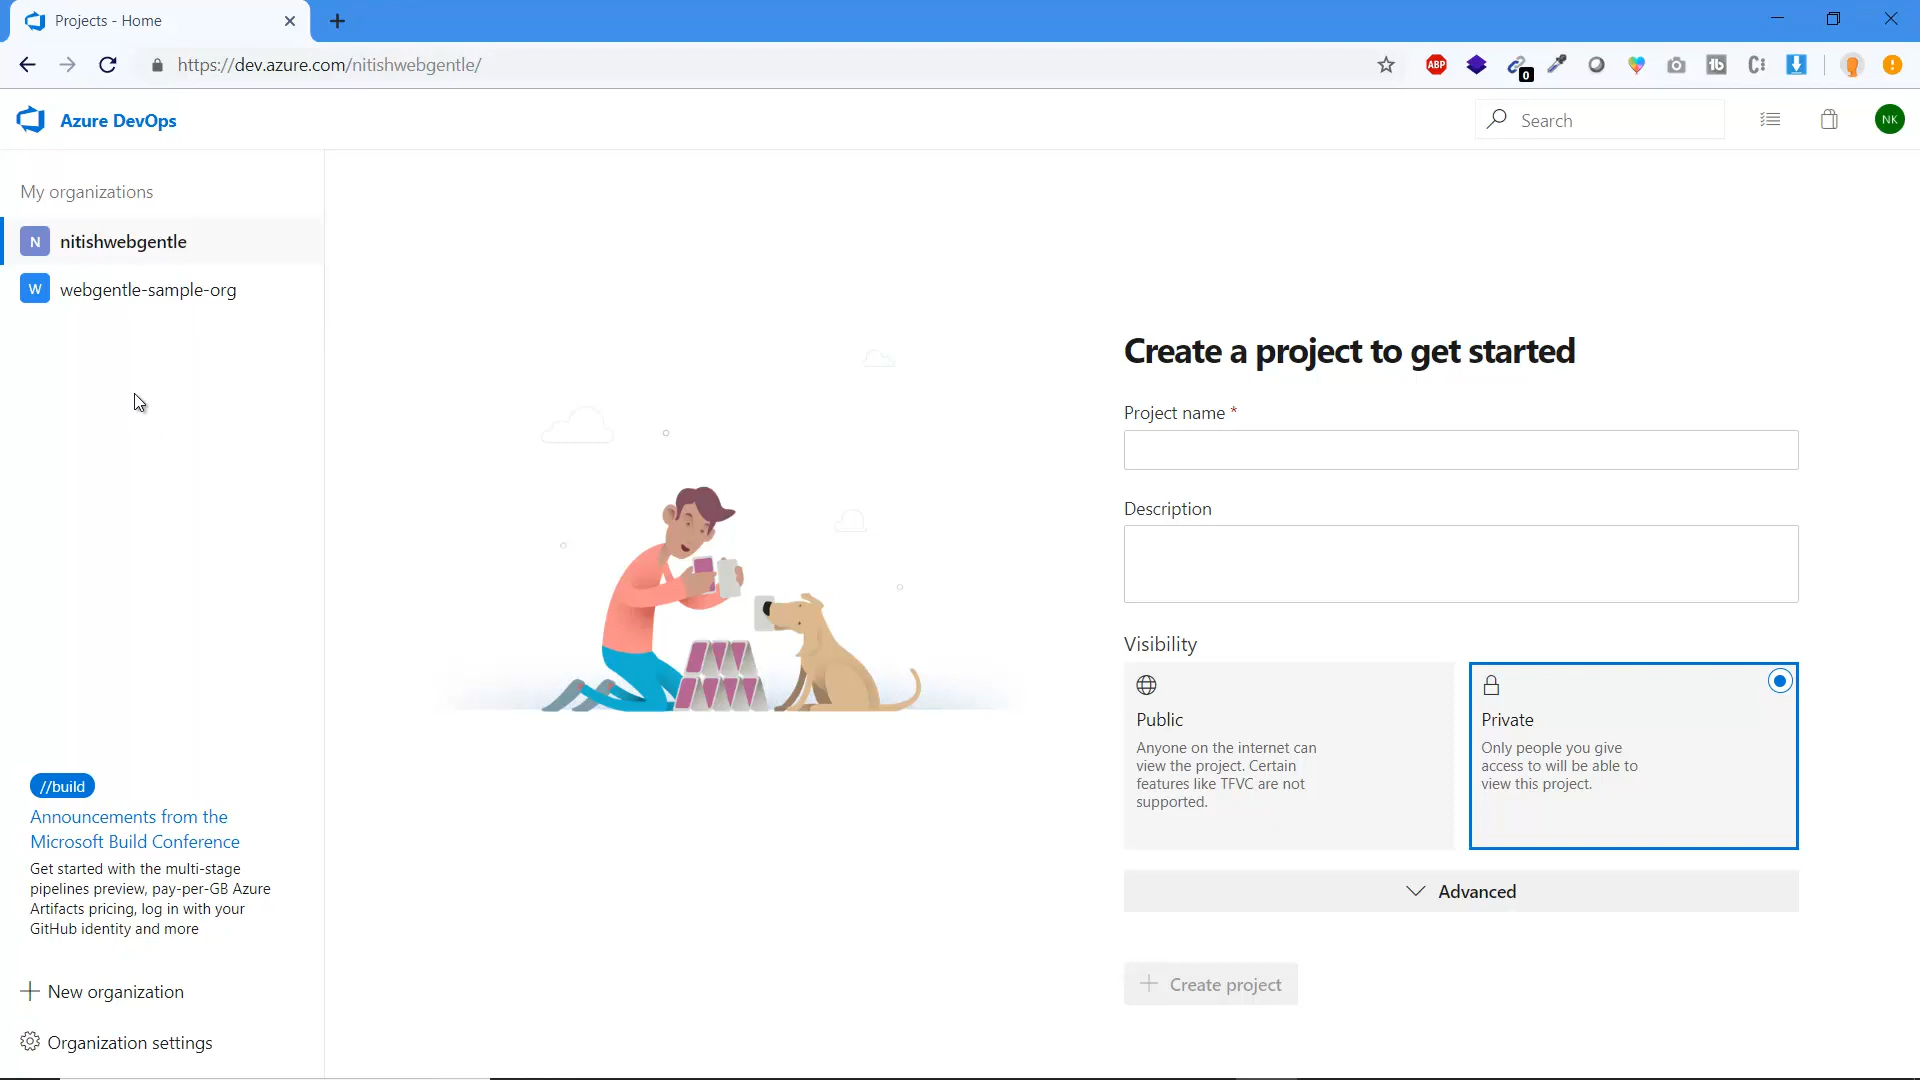 Projects - Home
https://dev.azure.com/nitishwebgentle/
ABP
0
1b
Azure DevOps
Search
NK
My organizations
N nitishwebgentle
W webgentle-sample-org
Create a project to get started
Project name *
Description
Visibility
Public
Anyone on the internet can
view the project. Certain
features like TFVC are not
supported.
Private
Only people you give
access to will be able to
view this project.
Advanced
Create project
//build
Announcements from the
Microsoft Build Conference
Get started with the multi-stage
pipelines preview, pay-per-GB Azure
Artifacts pricing, log in with your
GitHub identity and more
New organization
Organization settings